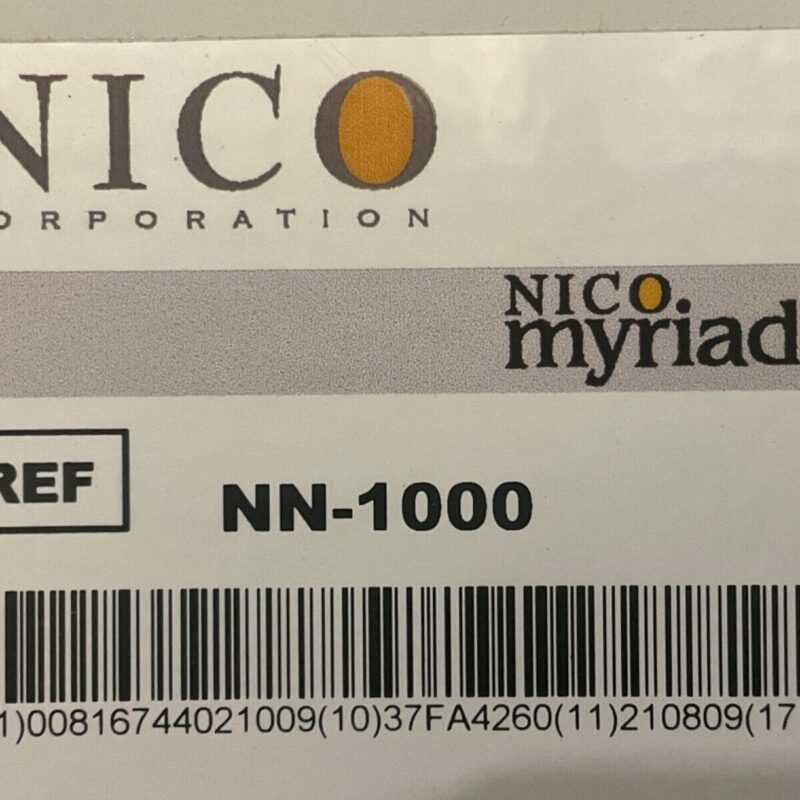 NICO
ORPORATION
NICO
myriad
REF
NN-1000
1)00816744021009(10)37FA4260(11)210809(17